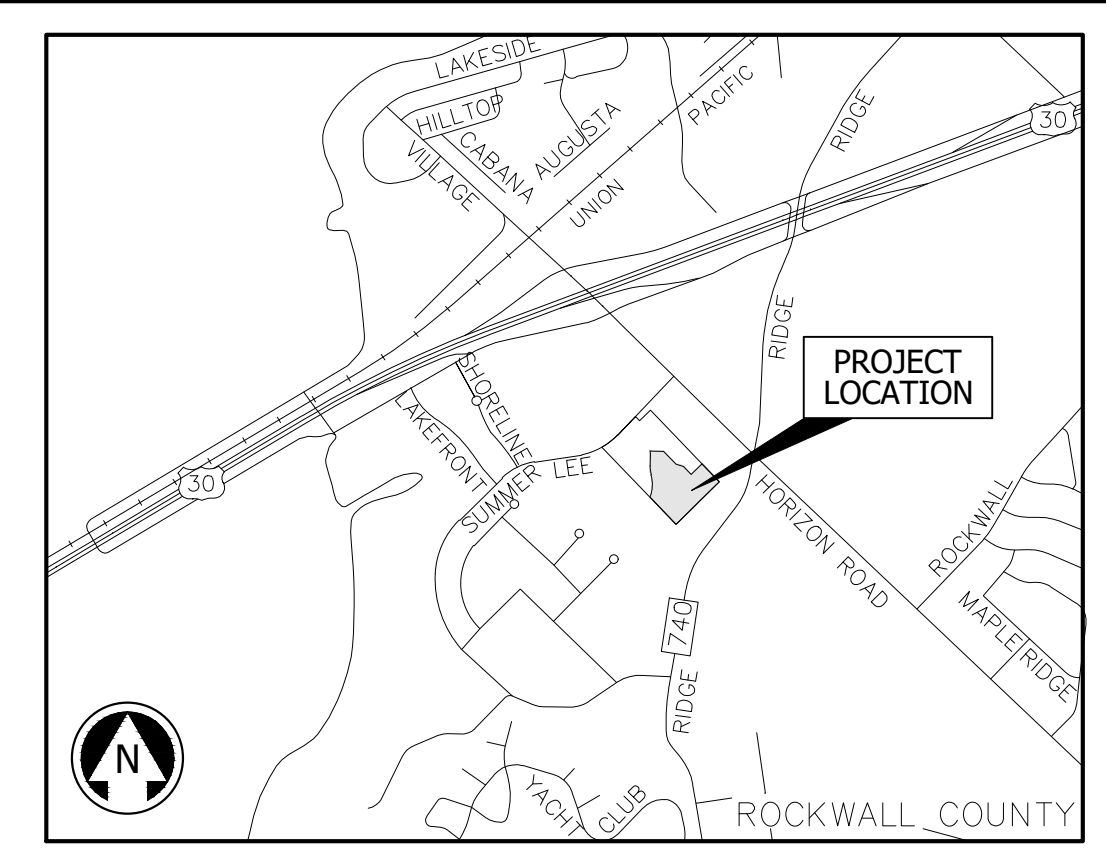 LAKESIDE
HILLTOP
CABANA
VILLAGE
AUGUSTA
PACIFIC
UNION
RIDGE
30
RIDGE
PROJECT
LOCATION
SHORELINE
LAKEFRONT
SUMMER LEE
30
HORIZON ROAD
ROCKWALL
MAPLE RIDGE
740
RIDGE
N
YACHT CLUB
ROCKWALL COUNTY